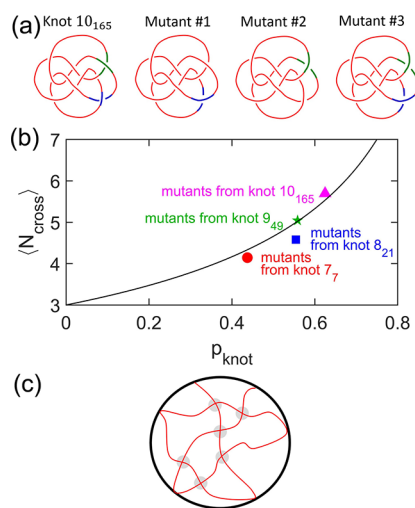 (a) Knot 10₁₆₅ Mutant #1 Mutant #2 Mutant #3
(b)
7
6
5
4
3
⟨N_cross⟩
mutants from knot 10₁₆₅
mutants from knot 9₄₉
mutants
from knot 8₂₁
mutants
from knot 7₇
0 0.2 0.4 0.6 0.8
p_knot
(c)